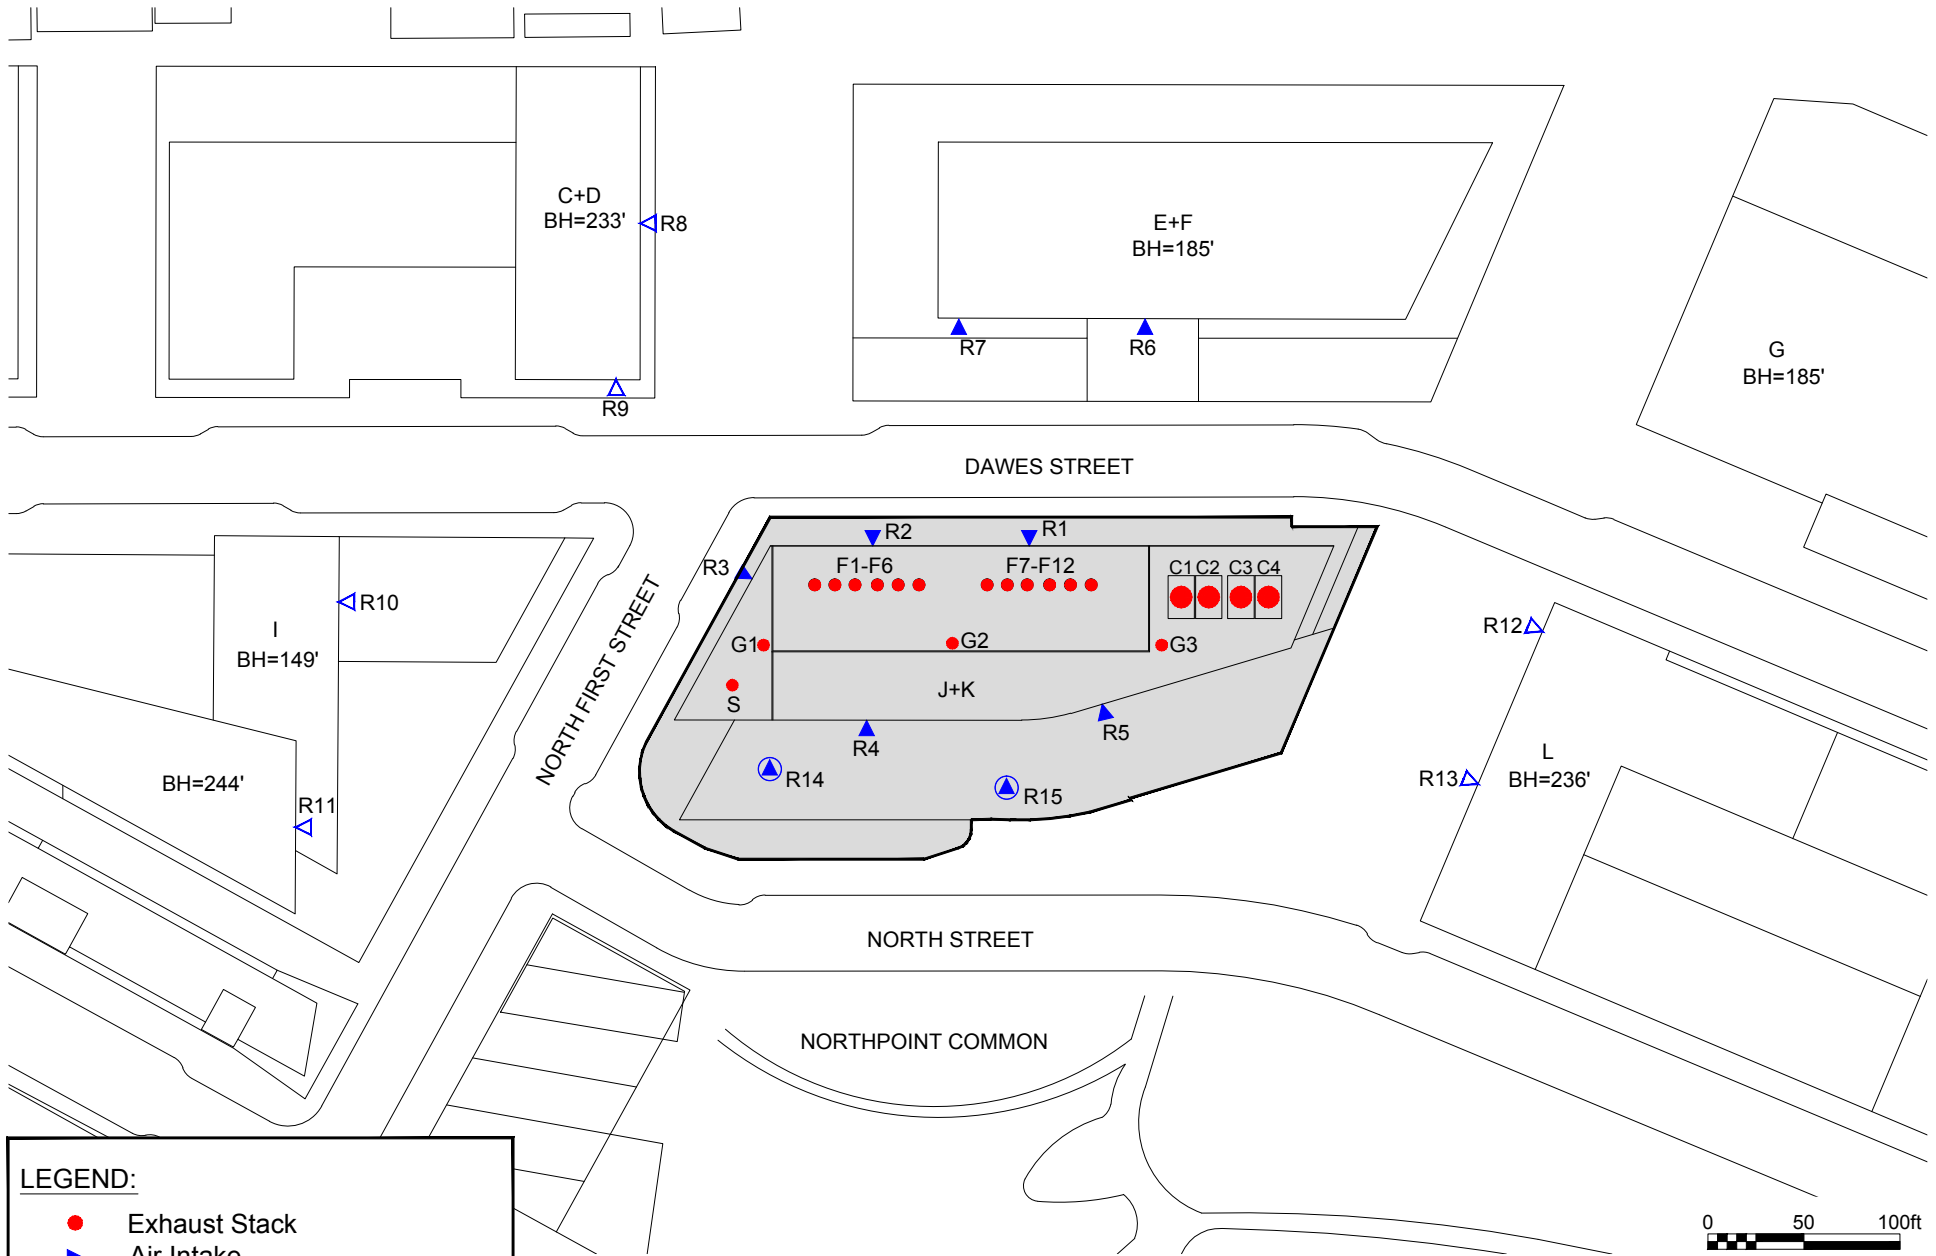 C+D
BH=233'
R8
E+F
BH=185'
R7
R6
R9
G
BH=185'
DAWES STREET
R2
R1
R3
F1-F6
F7-F12
C1 C2 C3 C4
R10
I
BH=149'
G1
G2
G3
R12
NORTH FIRST STREET
J+K
S
R4
R5
BH=244'
R14
R15
R13
L
BH=236'
R11
NORTH STREET
NORTHPOINT COMMON
LEGEND:
Exhaust Stack
Air Intake
0 50 100ft